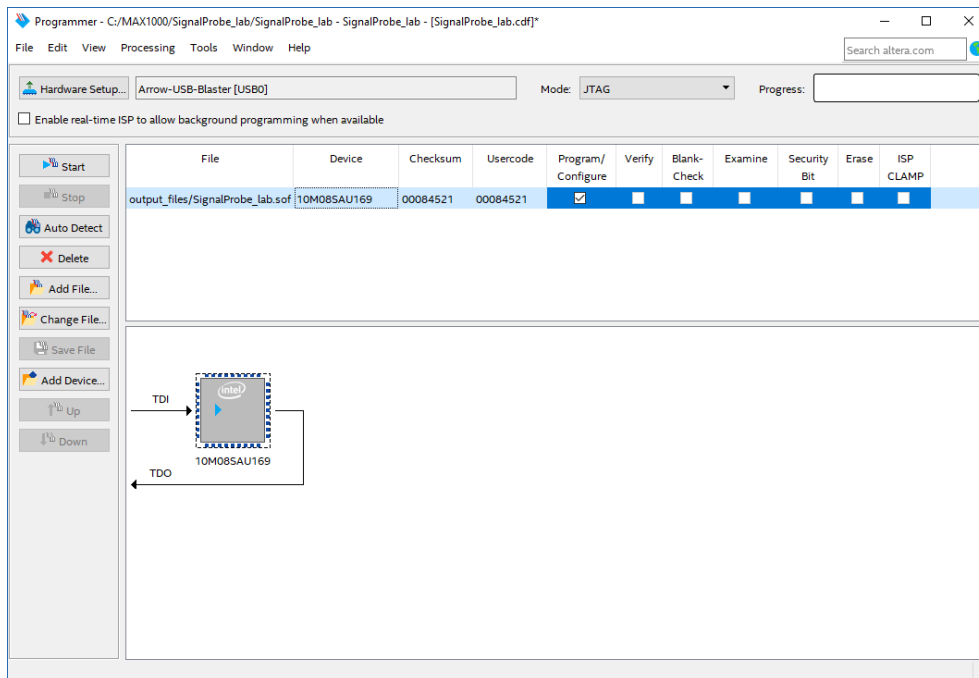 Programmer - C:/MAX1000/SignalProbe_lab/SignalProbe_lab - SignalProbe_lab - [SignalProbe_lab.cdf]*
File Edit View Processing Tools Window Help
Search altera.com
Hardware Setup... Arrow-USB-Blaster [USB0] Mode: JTAG Progress:
Enable real-time ISP to allow background programming when available
Start
Stop
Auto Detect
Delete
Add File...
Change File...
Save File
Add Device...
Up
Down
File Device Checksum Usercode Program/ Verify Blank- Examine Security Erase ISP
Configure Check Bit CLAMP
output_files/SignalProbe_lab.sof 10M08SAU169 00084521 00084521
TDI
intel
10M08SAU169
TDO